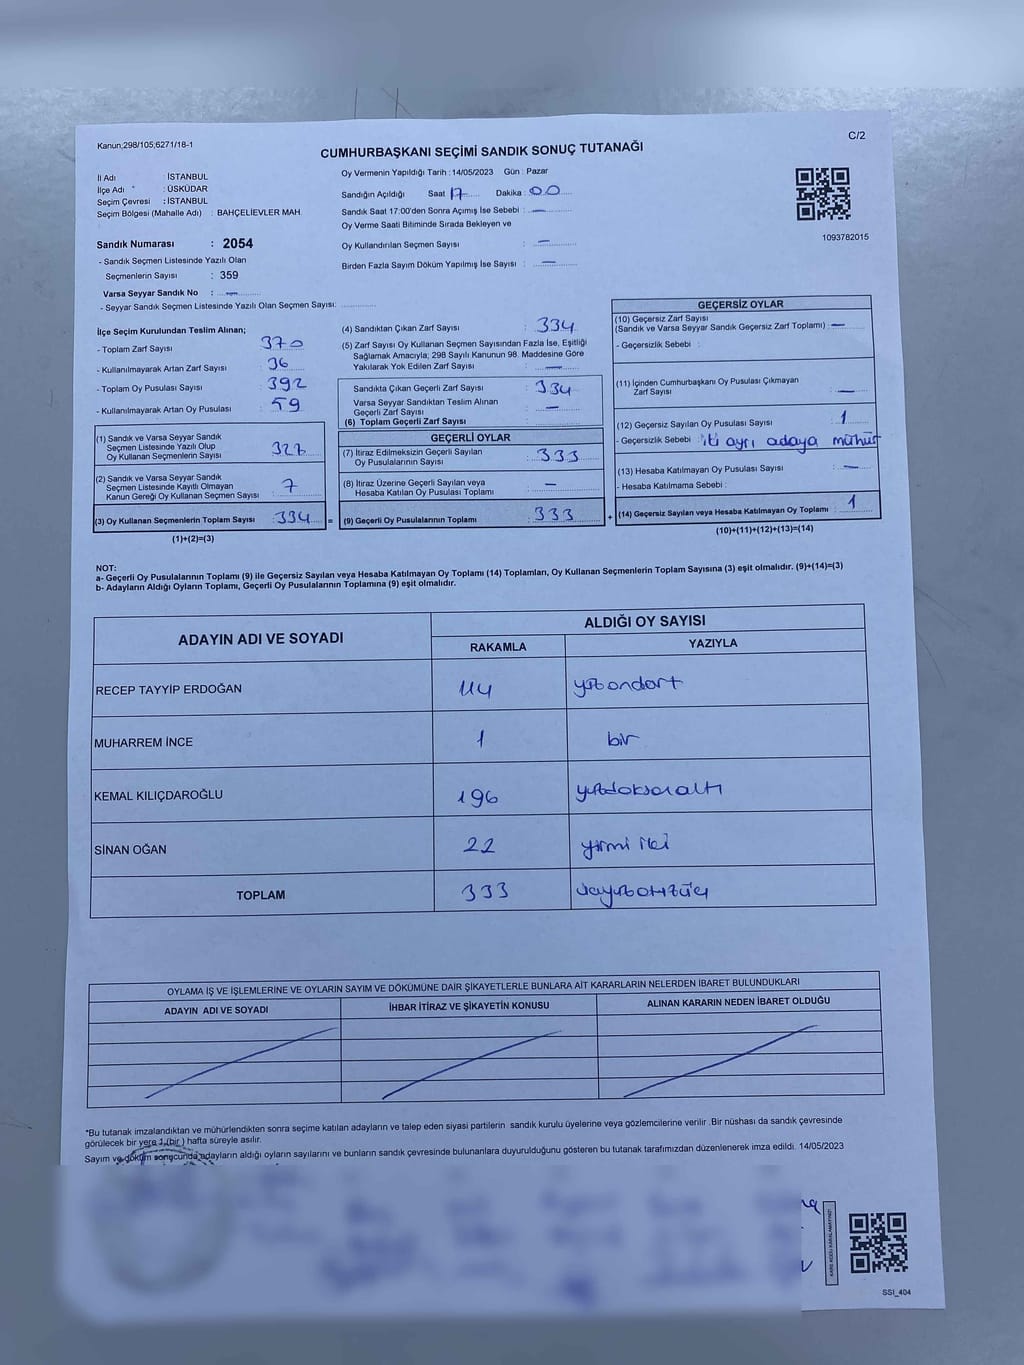 Kanun;298/105;6271/18-1
C/2
CUMHURBAŞKANI SEÇİMİ SANDIK SONUÇ TUTANAĞI
İl Adı : İSTANBUL
İlçe Adı : ÜSKÜDAR
Seçim Çevresi : İSTANBUL
Seçim Bölgesi (Mahalle Adı) : BAHÇELİEVLER MAH.
Sandık Numarası : 2054
- Sandık Seçmen Listesinde Yazılı Olan
Seçmenlerin Sayısı : 359
Varsa Seyyar Sandık No : —
- Seyyar Sandık Seçmen Listesinde Yazılı Olan Seçmen Sayısı:
Oy Vermenin Yapıldığı Tarih : 14/05/2023 Gün : Pazar
Sandığın Açıldığı Saat 17 Dakika : 00
Sandık Saat 17:00'den Sonra Açımış İse Sebebi : —
Oy Verme Saati Bitiminde Sırada Bekleyen ve
Oy Kullandırılan Seçmen Sayısı : —
Birden Fazla Sayım Döküm Yapılmış İse Sayısı : —
1093782015
İlçe Seçim Kurulundan Teslim Alınan;
- Toplam Zarf Sayısı : 370
- Kullanılmayarak Artan Zarf Sayısı : 36
- Toplam Oy Pusulası Sayısı : 392
- Kullanılmayarak Artan Oy Pusulası : 59
(1) Sandık ve Varsa Seyyar Sandık
Seçmen Listesinde Yazılı Olup
Oy Kullanan Seçmenlerin Sayısı : 327
(2) Sandık ve Varsa Seyyar Sandık
Seçmen Listesinde Kayıtlı Olmayan
Kanun Gereği Oy Kullanan Seçmen Sayısı : 7
(3) Oy Kullanan Seçmenlerin Toplam Sayısı : 334 =
(1)+(2)=(3)
(4) Sandıktan Çıkan Zarf Sayısı : 334
(5) Zarf Sayısı Oy Kullanan Seçmen Sayısından Fazla İse, Eşitliği
Sağlamak Amacıyla; 298 Sayılı Kanunun 98. Maddesine Göre
Yakılarak Yok Edilen Zarf Sayısı : —
Sandıkta Çıkan Geçerli Zarf Sayısı : 334
Varsa Seyyar Sandıktan Teslim Alınan
Geçerli Zarf Sayısı : —
(6) Toplam Geçerli Zarf Sayısı
GEÇERLİ OYLAR
(7) İtiraz Edilmeksizin Geçerli Sayılan
Oy Pusulalarının Sayısı : 333
(8) İtiraz Üzerine Geçerli Sayılan veya
Hesaba Katılan Oy Pusulası Toplamı : —
(9) Geçerli Oy Pusulalarının Toplamı : 333 +
GEÇERSİZ OYLAR
(10) Geçersiz Zarf Sayısı
(Sandık ve Varsa Seyyar Sandık Geçersiz Zarf Toplamı) : —
- Geçersizlik Sebebi :
(11) İçinden Cumhurbaşkanı Oy Pusulası Çıkmayan
Zarf Sayısı : —
(12) Geçersiz Sayılan Oy Pusulası Sayısı : 1
- Geçersizlik Sebebi : iki ayrı adaya mühür
(13) Hesaba Katılmayan Oy Pusulası Sayısı : —
- Hesaba Katılmama Sebebi :
(14) Geçersiz Sayılan veya Hesaba Katılmayan Oy Toplamı : 1
(10)+(11)+(12)+(13)=(14)
NOT:
a- Geçerli Oy Pusulalarının Toplamı (9) ile Geçersiz Sayılan veya Hesaba Katılmayan Oy Toplamı (14) Toplamları, Oy Kullanan Seçmenlerin Toplam Sayısına (3) eşit olmalıdır. (9)+(14)=(3)
b- Adayların Aldığı Oyların Toplamı, Geçerli Oy Pusulalarının Toplamına (9) eşit olmalıdır.
ADAYIN ADI VE SOYADI
ALDIĞI OY SAYISI
RAKAMLA YAZIYLA
RECEP TAYYİP ERDOĞAN 114 yüzondört
MUHARREM İNCE 1 bir
KEMAL KILIÇDAROĞLU 196 yüzdoksanaltı
SİNAN OĞAN 22 yirmi iki
TOPLAM 333
OYLAMA İŞ VE İŞLEMLERİNE VE OYLARIN SAYIM VE DÖKÜMÜNE DAİR ŞİKAYETLERLE BUNLARA AİT KARARLARIN NELERDEN İBARET BULUNDUKLARI
ADAYIN ADI VE SOYADI İHBAR İTİRAZ VE ŞİKAYETİN KONUSU ALINAN KARARIN NEDEN İBARET OLDUĞU
*Bu tutanak imzalandıktan ve mühürlendikten sonra seçime katılan adayların ve talep eden siyasi partilerin sandık kurulu üyelerine veya gözlemcilerine verilir .Bir nüshası da sandık çevresinde
görülecek bir yere 1 (bir ) hafta süreyle asılır.
Sayım ve döküm sonucunda adayların aldığı oyların sayılarını ve bunların sandık çevresinde bulunanlara duyurulduğunu gösteren bu tutanak tarafımızdan düzenlenerek imza edildi. 14/05/2023
KARE KODU KARALAMAYINIZ!
SSI_404